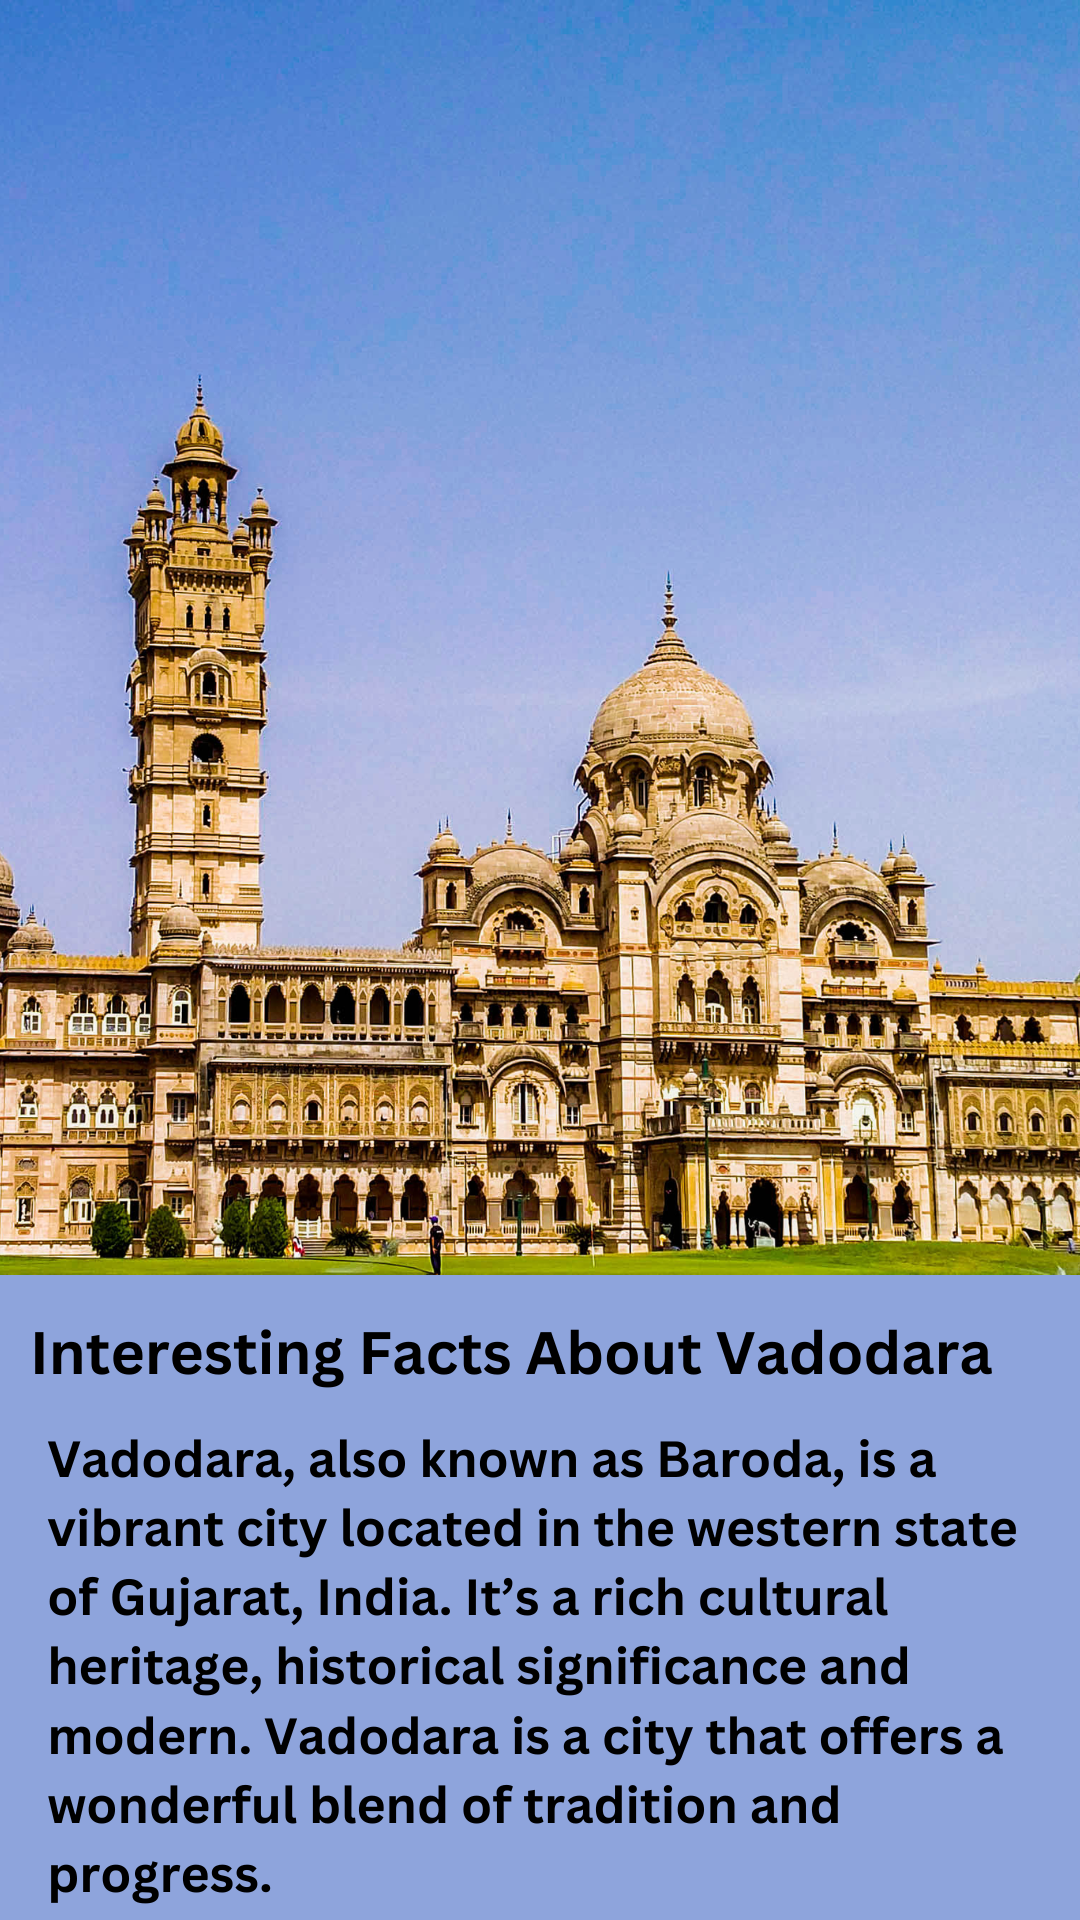 Interesting Facts About Vadodara
Vadodara, also known as Baroda, is a
vibrant city located in the western state
of Gujarat, India. It’s a rich cultural
heritage, historical significance and
modern. Vadodara is a city that offers a
wonderful blend of tradition and
progress.